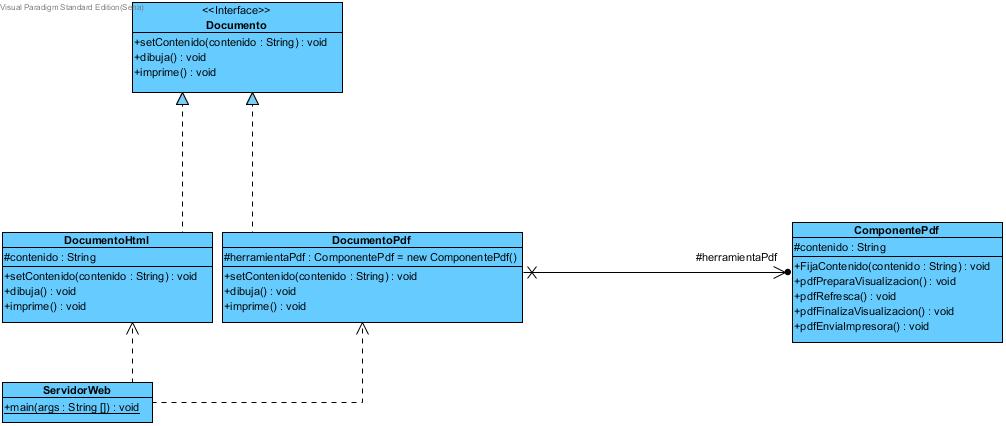 Visual Paradigm Standard Edition(Sena)
<<Interface>>
Documento
+setContenido(contenido : String) : void
+dibuja() : void
+imprime() : void
DocumentoHtml
#contenido : String
+setContenido(contenido : String) : void
+dibuja() : void
+imprime() : void
DocumentoPdf
#herramientaPdf : ComponentePdf = new ComponentePdf()
+setContenido(contenido : String) : void
+dibuja() : void
+imprime() : void
#herramientaPdf
ComponentePdf
#contenido : String
+FijaContenido(contenido : String) : void
+pdfPreparaVisualizacion() : void
+pdfRefresca() : void
+pdfFinalizaVisualizacion() : void
+pdfEnviaImpresora() : void
ServidorWeb
+main(args : String []) : void